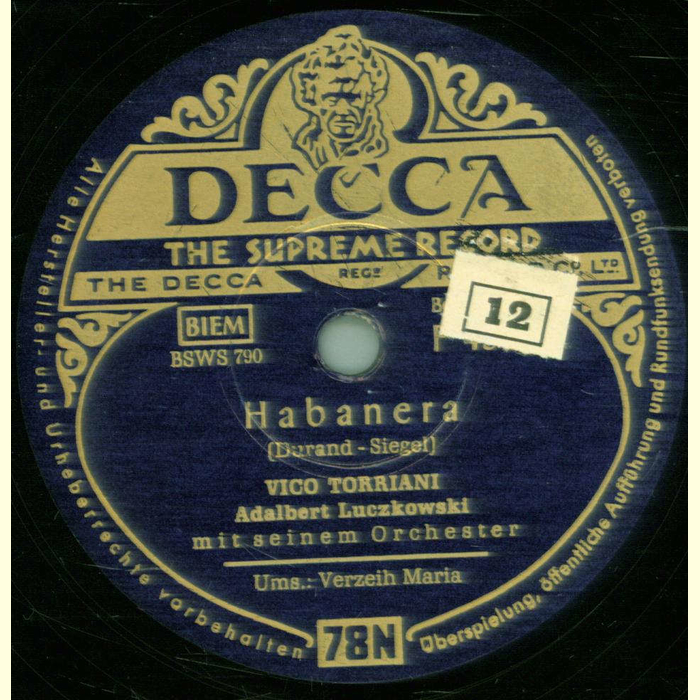 DECCA
THE SUPREME RECORD
THE DECCA REGD LTD
12
BIEM
BSWS 790
Habanera
(Durand - Siegel)
VICO TORRIANI
Adalbert Luczkowski
mit seinem Orchester
Ums.: Verzeih Maria
78N
Alle Hersteller- und Urheberrechte vorbehalten
Überspielung, öffentliche Aufführung und Rundfunksendung verboten